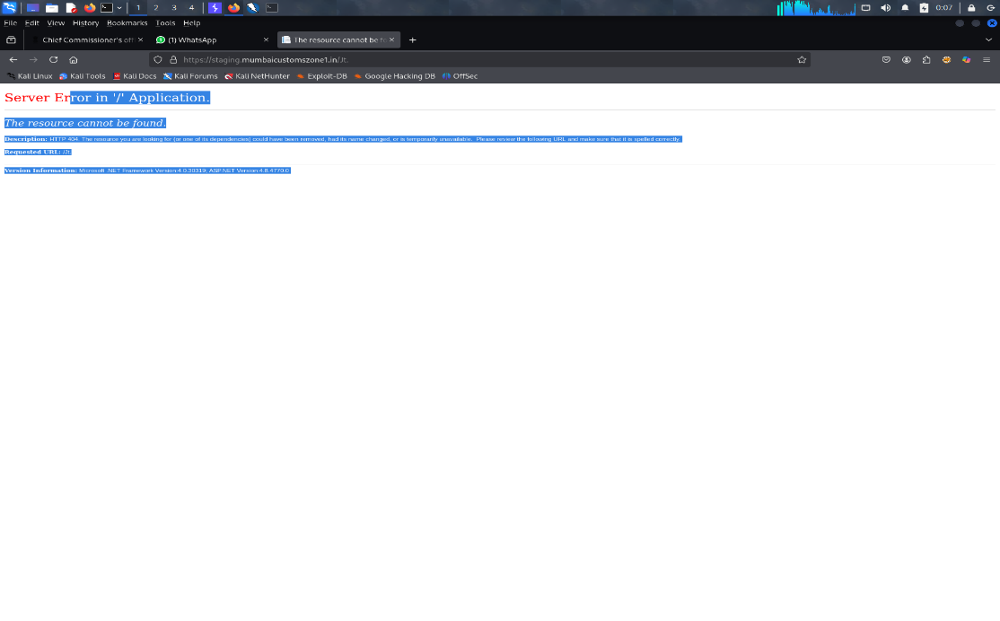 1 2 3 4 0:07
File Edit View History Bookmarks Tools Help
Chief Commissioner's offi (1) WhatsApp The resource cannot be fo
https://staging.mumbaicustomszone1.in/Jt.
Kali Linux Kali Tools Kali Docs Kali Forums Kali NetHunter Exploit-DB Google Hacking DB OffSec
Server Error in '/' Application.
The resource cannot be found.
Description: HTTP 404. The resource you are looking for (or one of its dependencies) could have been removed, had its name changed, or is temporarily unavailable. Please review the following URL and make sure that it is spelled correctly.
Requested URL: /Jt.
Version Information: Microsoft .NET Framework Version:4.0.30319; ASP.NET Version:4.8.4770.0